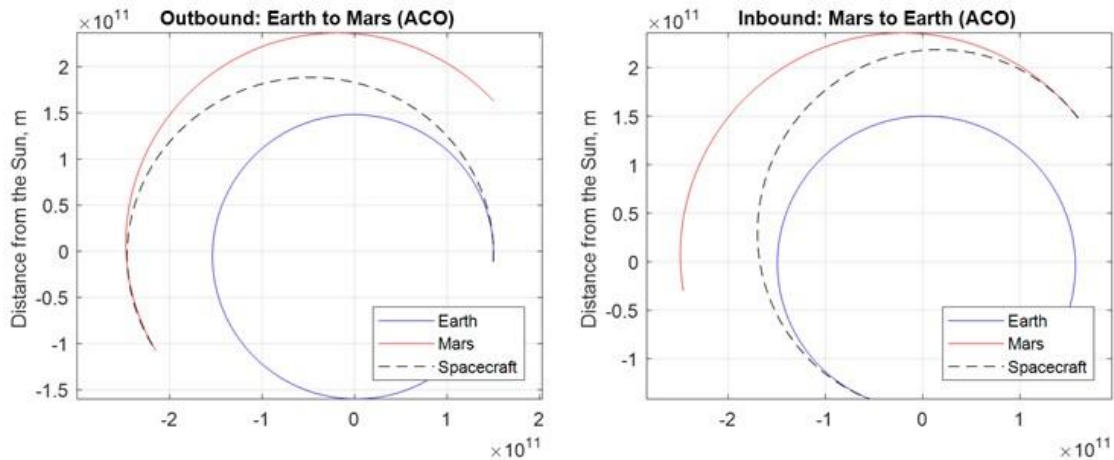 Outbound: Earth to Mars (ACO)
×10^11
Distance from the Sun, m
2
1.5
1
0.5
0
-0.5
-1
-1.5
-2
-1
0
1
2
×10^11
Earth
Mars
Spacecraft
Inbound: Mars to Earth (ACO)
×10^11
Distance from the Sun, m
2
1.5
1
0.5
0
-0.5
-1
-2
-1
0
1
×10^11
Earth
Mars
Spacecraft